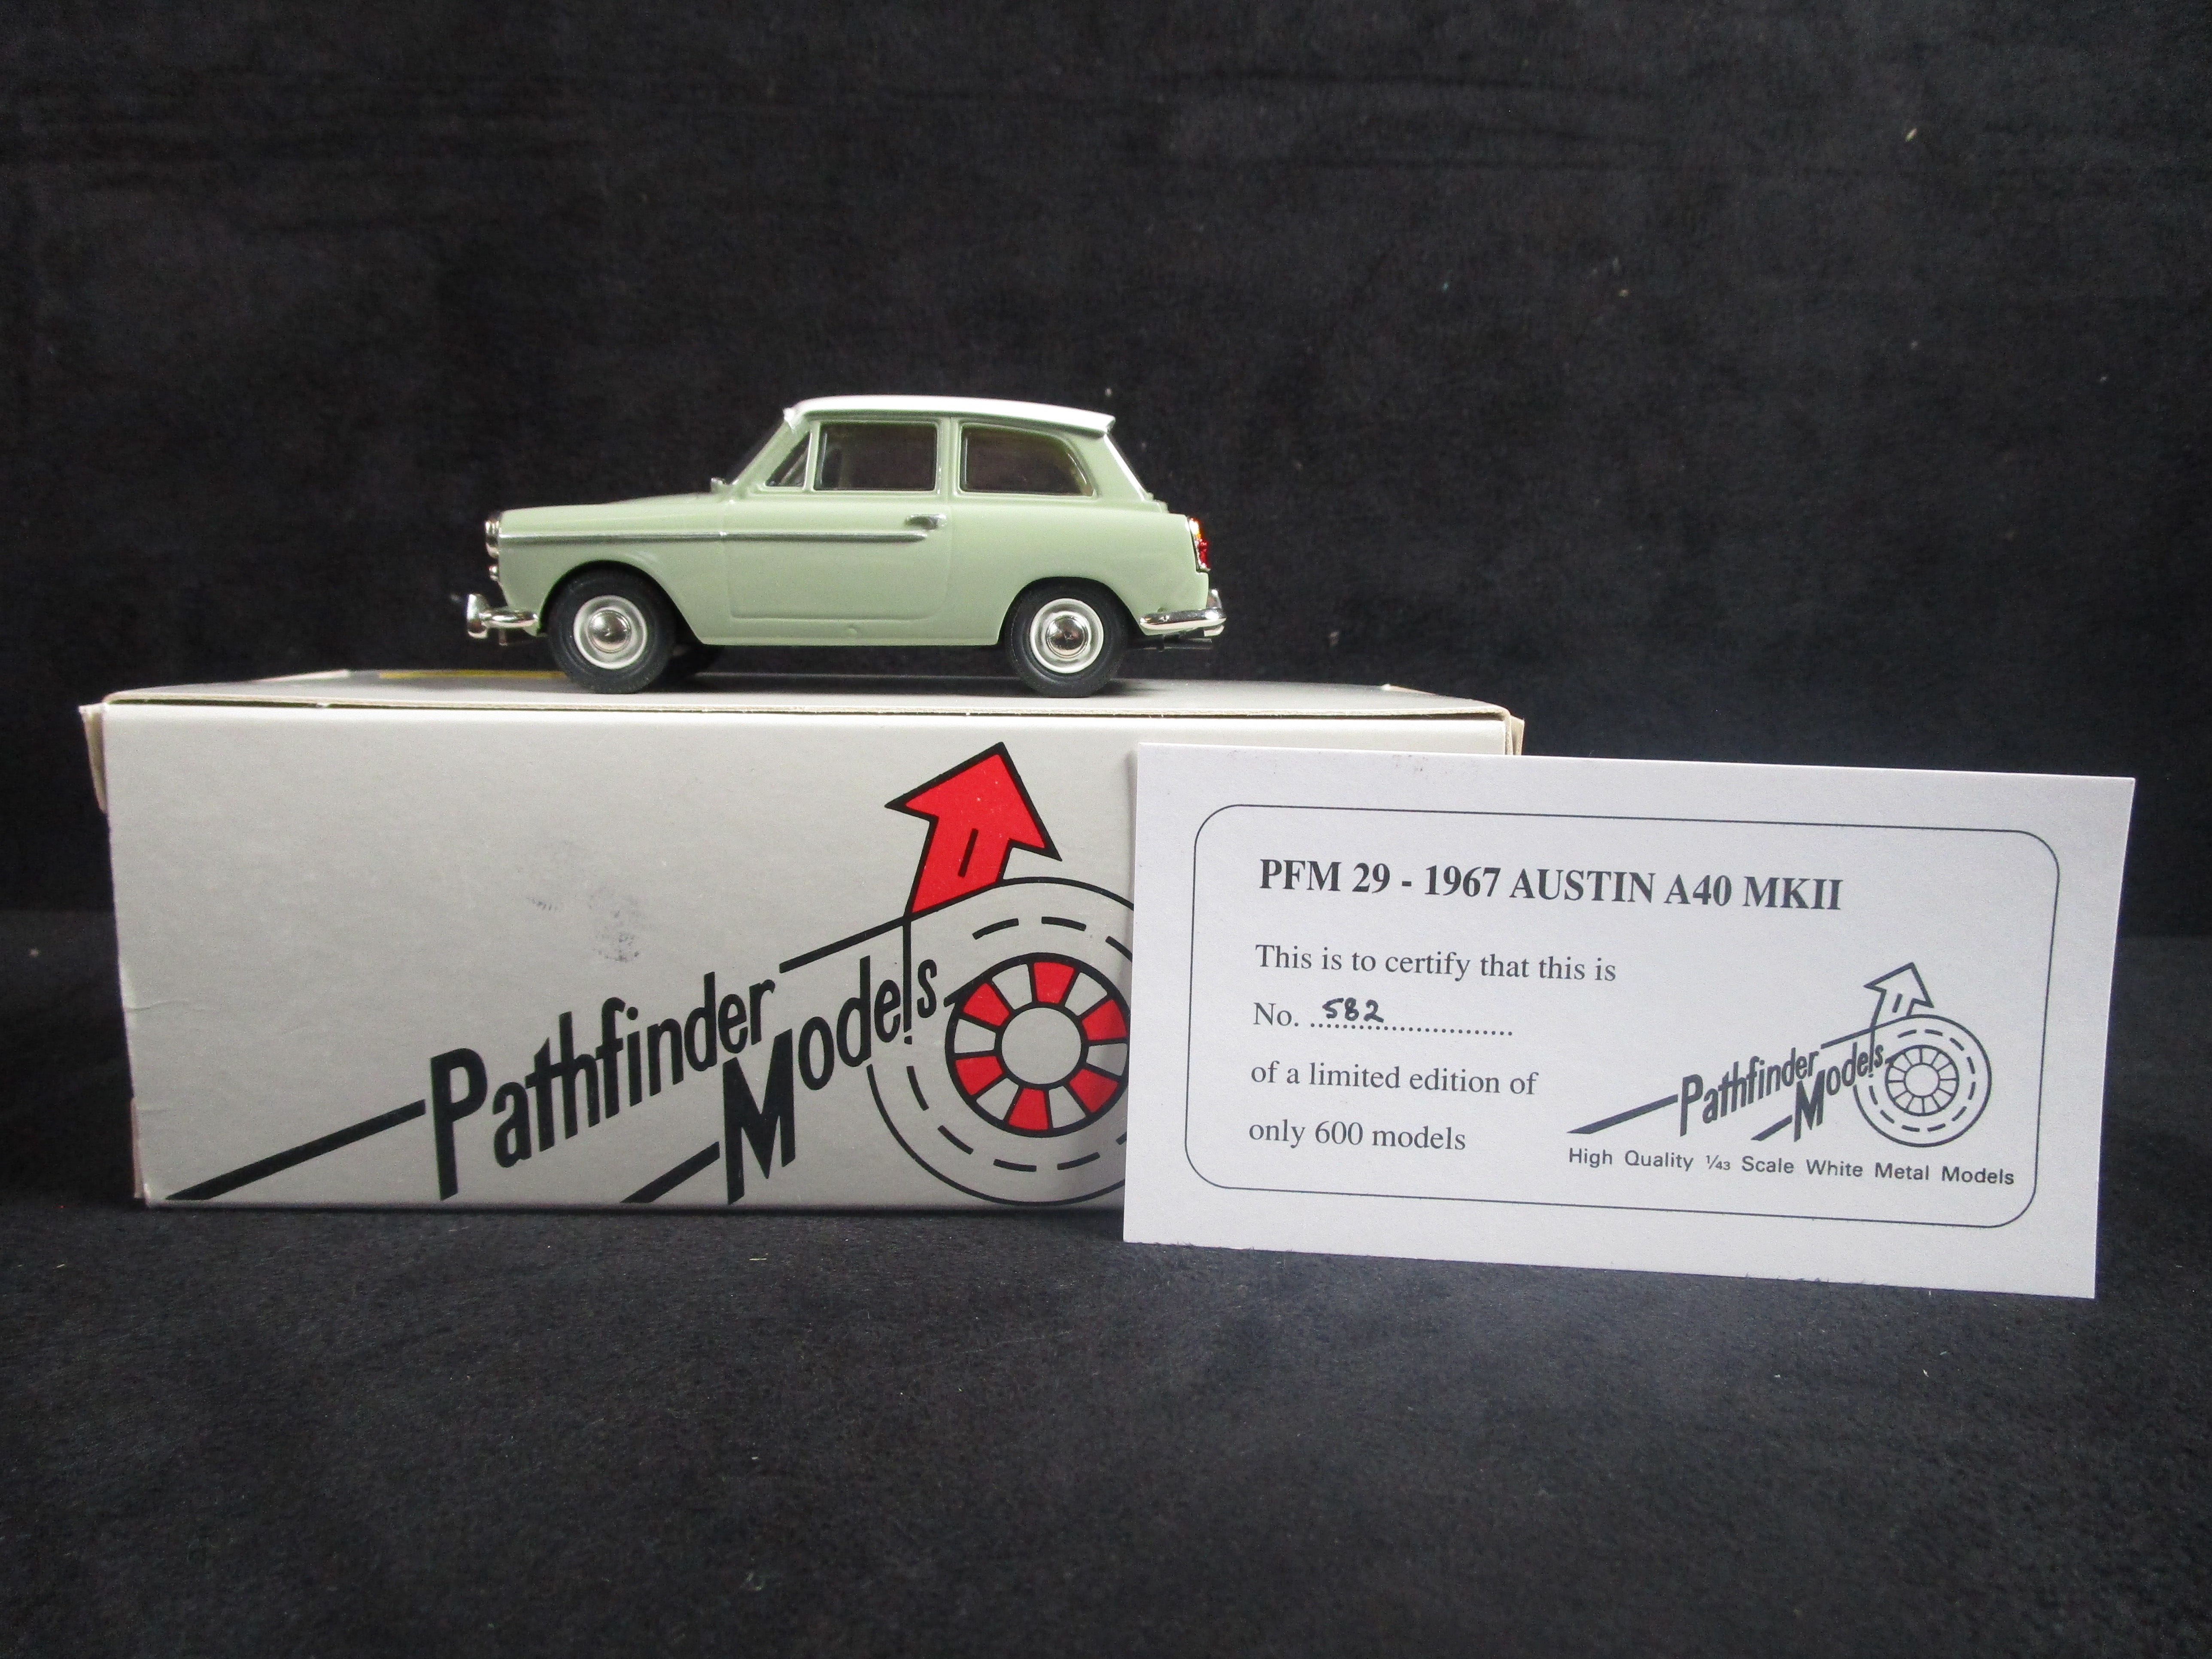 Pathfinder
Models
PFM 29 - 1967 AUSTIN A40 MKII
This is to certify that this is
No. 582
of a limited edition of
only 600 models
Pathfinder
Models
High Quality 1/43 Scale White Metal Models